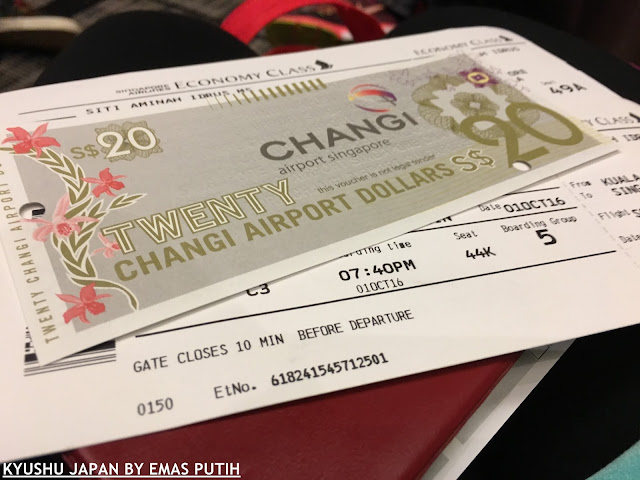 SINGAPORE AIRLINES ECONOMY CLASS
ECONOMY CLASS
SITI AMINAH IDRUS MS
49A
S$20
CHANGI
airport singapore
this voucher is not legal tender
TWENTY
CHANGI AIRPORT DOLLARS S$20
TWENTY CHANGI AIRPORT
CLASS
From
To
KUALA
SIN
Date 01OCT16
Flight
Seat
Boarding Group
C3
07:40PM
44K
5
01OCT16
GATE CLOSES 10 MIN BEFORE DEPARTURE
0150
EtNo. 618241545712501
KYUSHU JAPAN BY EMAS PUTIH